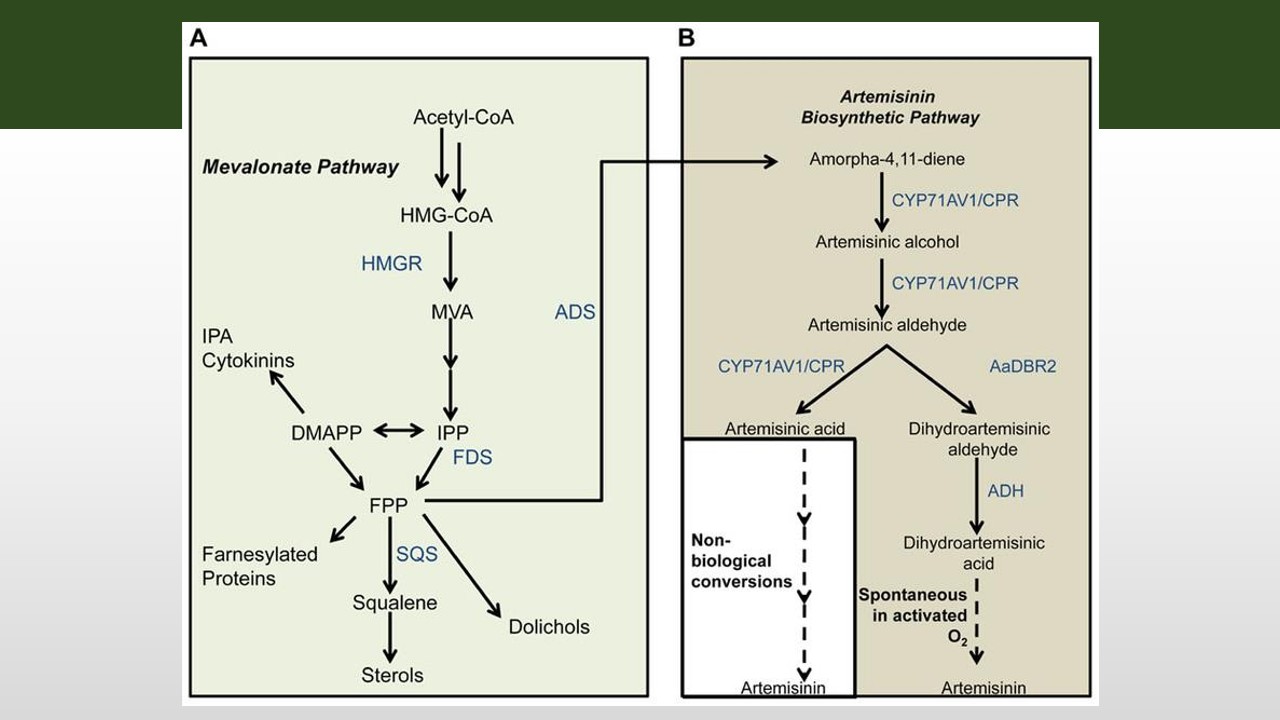 A
Acetyl-CoA
Mevalonate Pathway
HMG-CoA
HMGR
MVA
ADS
IPA
Cytokinins
DMAPP
IPP
FDS
FPP
Farnesylated
Proteins
SQS
Squalene
Dolichols
Sterols
B
Artemisinin
Biosynthetic Pathway
Amorpha-4,11-diene
CYP71AV1/CPR
Artemisinic alcohol
CYP71AV1/CPR
Artemisinic aldehyde
CYP71AV1/CPR
AaDBR2
Artemisinic acid
Dihydroartemisinic
aldehyde
ADH
Non-
biological
conversions
Dihydroartemisinic
acid
Spontaneous
in activated
O₂
Artemisinin
Artemisinin